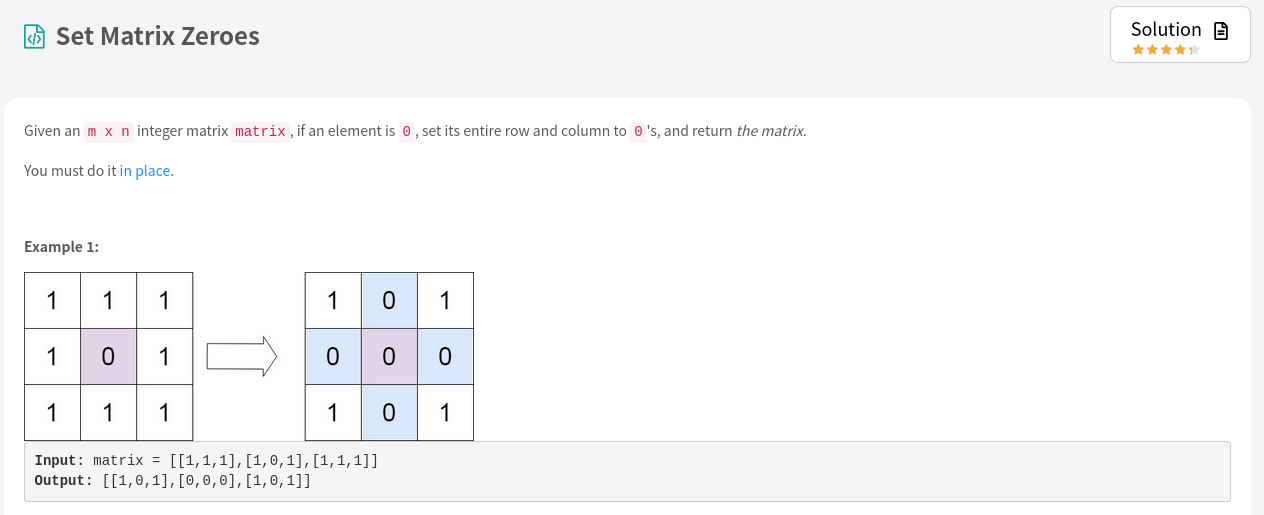 Set Matrix Zeroes
Solution
Given an m x n integer matrix matrix, if an element is 0, set its entire row and column to 0's, and return the matrix.
You must do it in place.
Example 1:
1 1 1 1 0 1
1 0 1 0 0 0
1 1 1 1 0 1
Input: matrix = [[1,1,1],[1,0,1],[1,1,1]]
Output: [[1,0,1],[0,0,0],[1,0,1]]